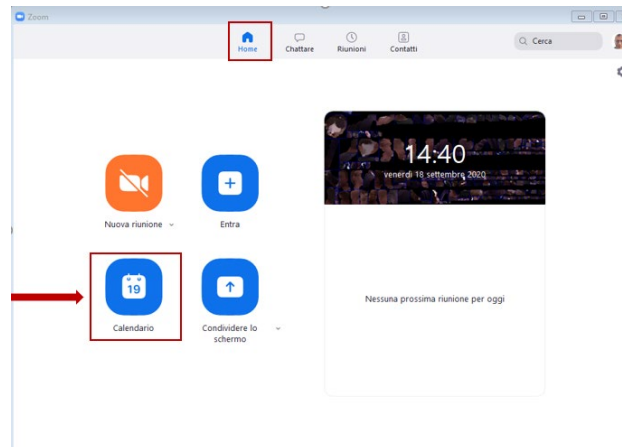 Zoom
Home
Chattare
Riunioni
Contatti
Cerca
14:40
venerdì 18 settembre 2020
Nuova riunione
Entra
19
Calendario
Condividere lo
schermo
Nessuna prossima riunione per oggi